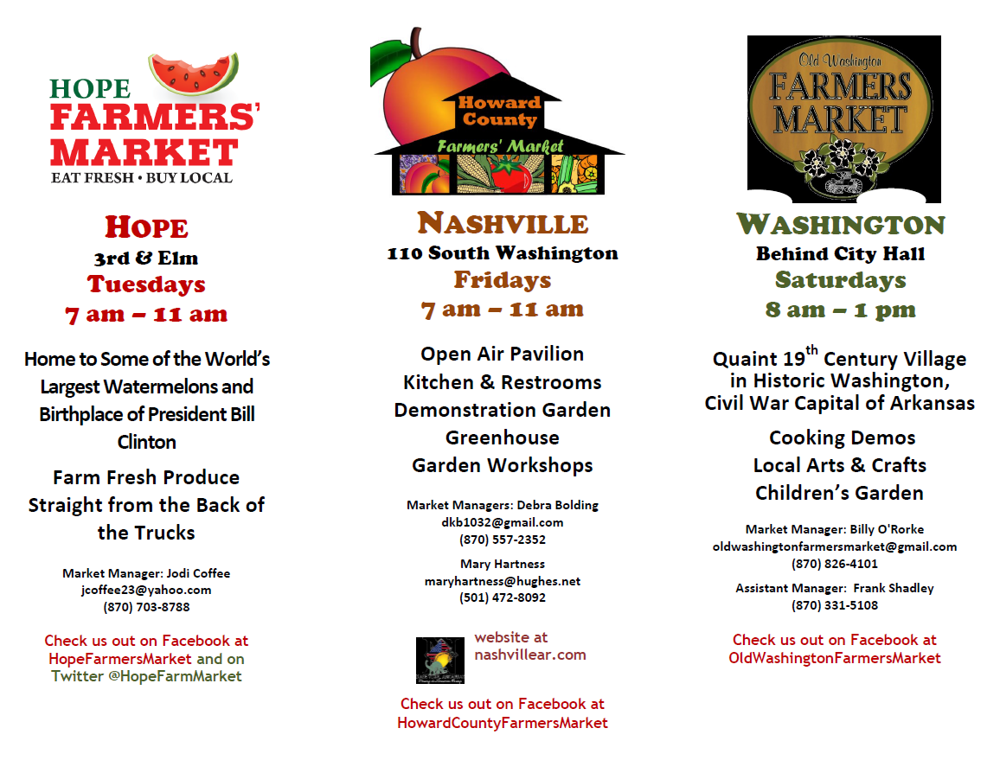 HOPE
FARMERS'
MARKET
EAT FRESH • BUY LOCAL
HOPE
3rd & Elm
Tuesdays
7 am – 11 am
Home to Some of the World's
Largest Watermelons and
Birthplace of President Bill
Clinton
Farm Fresh Produce
Straight from the Back of
the Trucks
Market Manager: Jodi Coffee
jcoffee23@yahoo.com
(870) 703-8788
Check us out on Facebook at
HopeFarmersMarket and on
Twitter @HopeFarmMarket
Howard
County
Farmers' Market
NASHVILLE
110 South Washington
Fridays
7 am – 11 am
Open Air Pavilion
Kitchen & Restrooms
Demonstration Garden
Greenhouse
Garden Workshops
Market Managers: Debra Bolding
dkb1032@gmail.com
(870) 557-2352
Mary Hartness
maryhartness@hughes.net
(501) 472-8092
website at
nashvillear.com
Check us out on Facebook at
HowardCountyFarmersMarket
Old Washington
FARMERS
MARKET
WASHINGTON
Behind City Hall
Saturdays
8 am – 1 pm
Quaint 19th Century Village
in Historic Washington,
Civil War Capital of Arkansas
Cooking Demos
Local Arts & Crafts
Children's Garden
Market Manager: Billy O'Rorke
oldwashingtonfarmersmarket@gmail.com
(870) 826-4101
Assistant Manager: Frank Shadley
(870) 331-5108
Check us out on Facebook at
OldWashingtonFarmersMarket